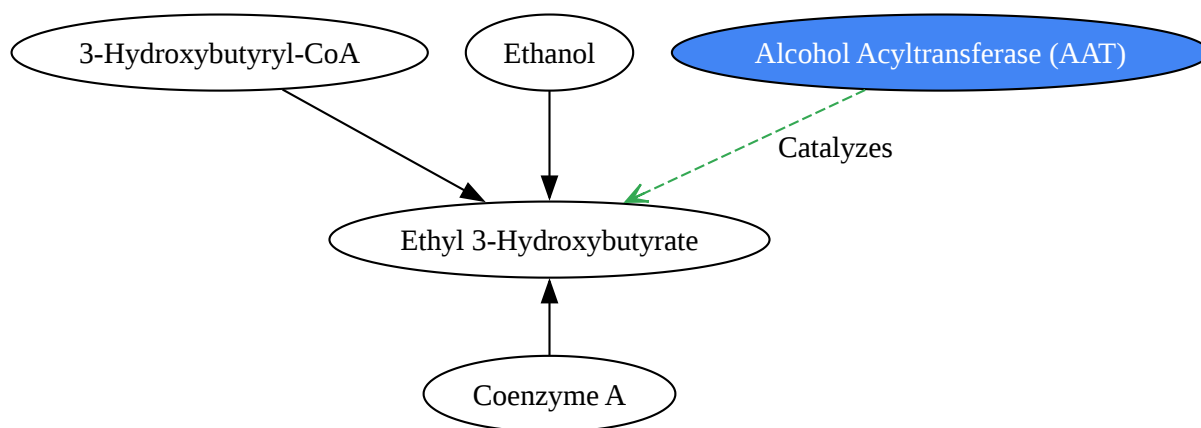 3-Hydroxybutyryl-CoA
Ethanol
Alcohol Acyltransferase (AAT)
Catalyzes
Ethyl 3-Hydroxybutyrate
Coenzyme A